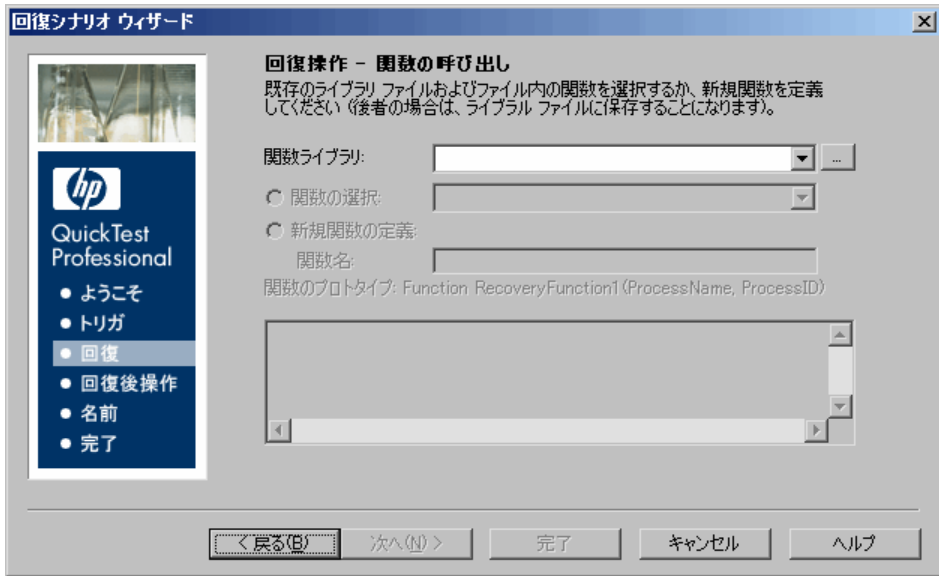 回復シナリオ ウィザード
回復操作 - 関数の呼び出し
既存のライブラリ ファイルおよびファイル内の関数を選択するか、新規関数を定義
してください (後者の場合は、ライブラル ファイルに保存することになります)。
hp
QuickTest
Professional
ようこそ
トリガ
回復
回復後操作
名前
完了
関数ライブラリ:
...
関数の選択:
新規関数の定義:
関数名:
関数のプロトタイプ: Function RecoveryFunction1(ProcessName, ProcessID)
< 戻る(B)
次へ(N) >
完了
キャンセル
ヘルプ